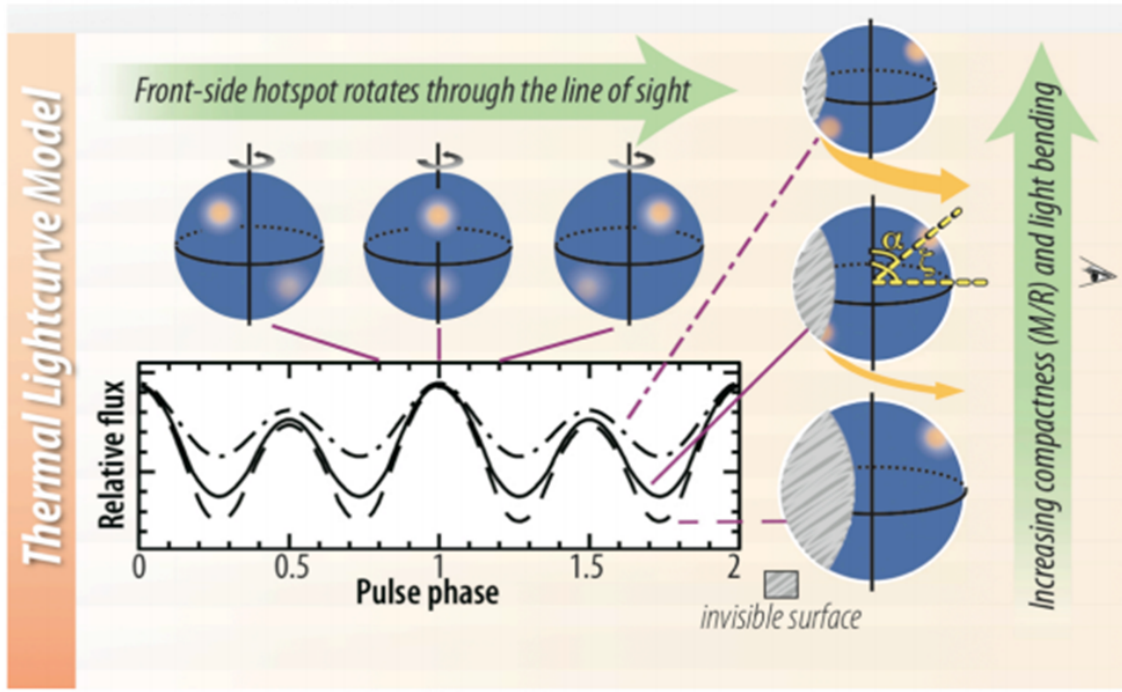 Thermal Lightcurve Model
Front-side hotspot rotates through the line of sight
Increasing compactness (M/R) and light bending
α
ξ
Relative flux
0
0.5
1
1.5
2
Pulse phase
invisible surface